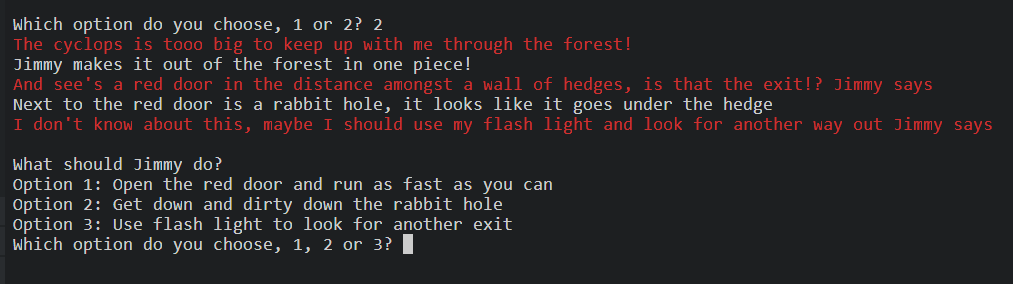 Which option do you choose, 1 or 2? 2
The cyclops is tooo big to keep up with me through the forest!
Jimmy makes it out of the forest in one piece!
And see's a red door in the distance amongst a wall of hedges, is that the exit!? Jimmy says
Next to the red door is a rabbit hole, it looks like it goes under the hedge
I don't know about this, maybe I should use my flash light and look for another way out Jimmy says
What should Jimmy do?
Option 1: Open the red door and run as fast as you can
Option 2: Get down and dirty down the rabbit hole
Option 3: Use flash light to look for another exit
Which option do you choose, 1, 2 or 3?